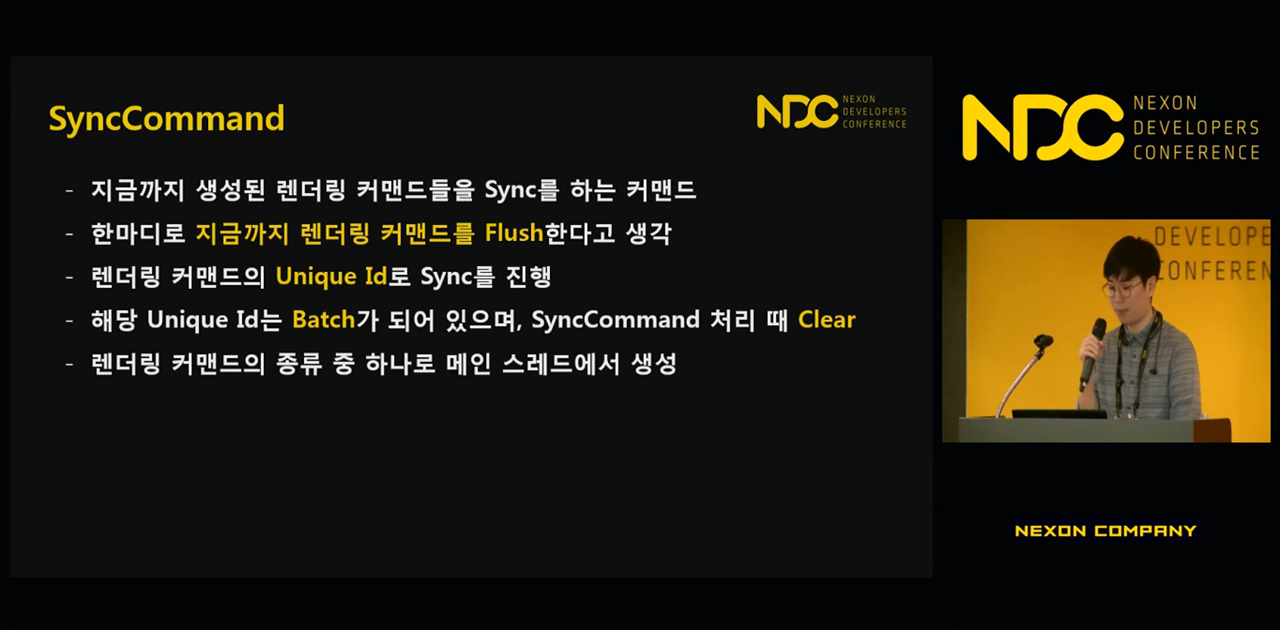 SyncCommand
NEXON
DEVELOPERS
CONFERENCE
- 지금까지 생성된 렌더링 커맨드들을 Sync를 하는 커맨드
- 한마디로 지금까지 렌더링 커맨드를 Flush한다고 생각
- 렌더링 커맨드의 Unique Id로 Sync를 진행
- 해당 Unique Id는 Batch가 되어 있으며, SyncCommand 처리 때 Clear
- 렌더링 커맨드의 종류 중 하나로 메인 스레드에서 생성
NDC
NEXON
DEVELOPERS
CONFERENCE
DEVELOPE
CONFEREN
NEXON COMPANY